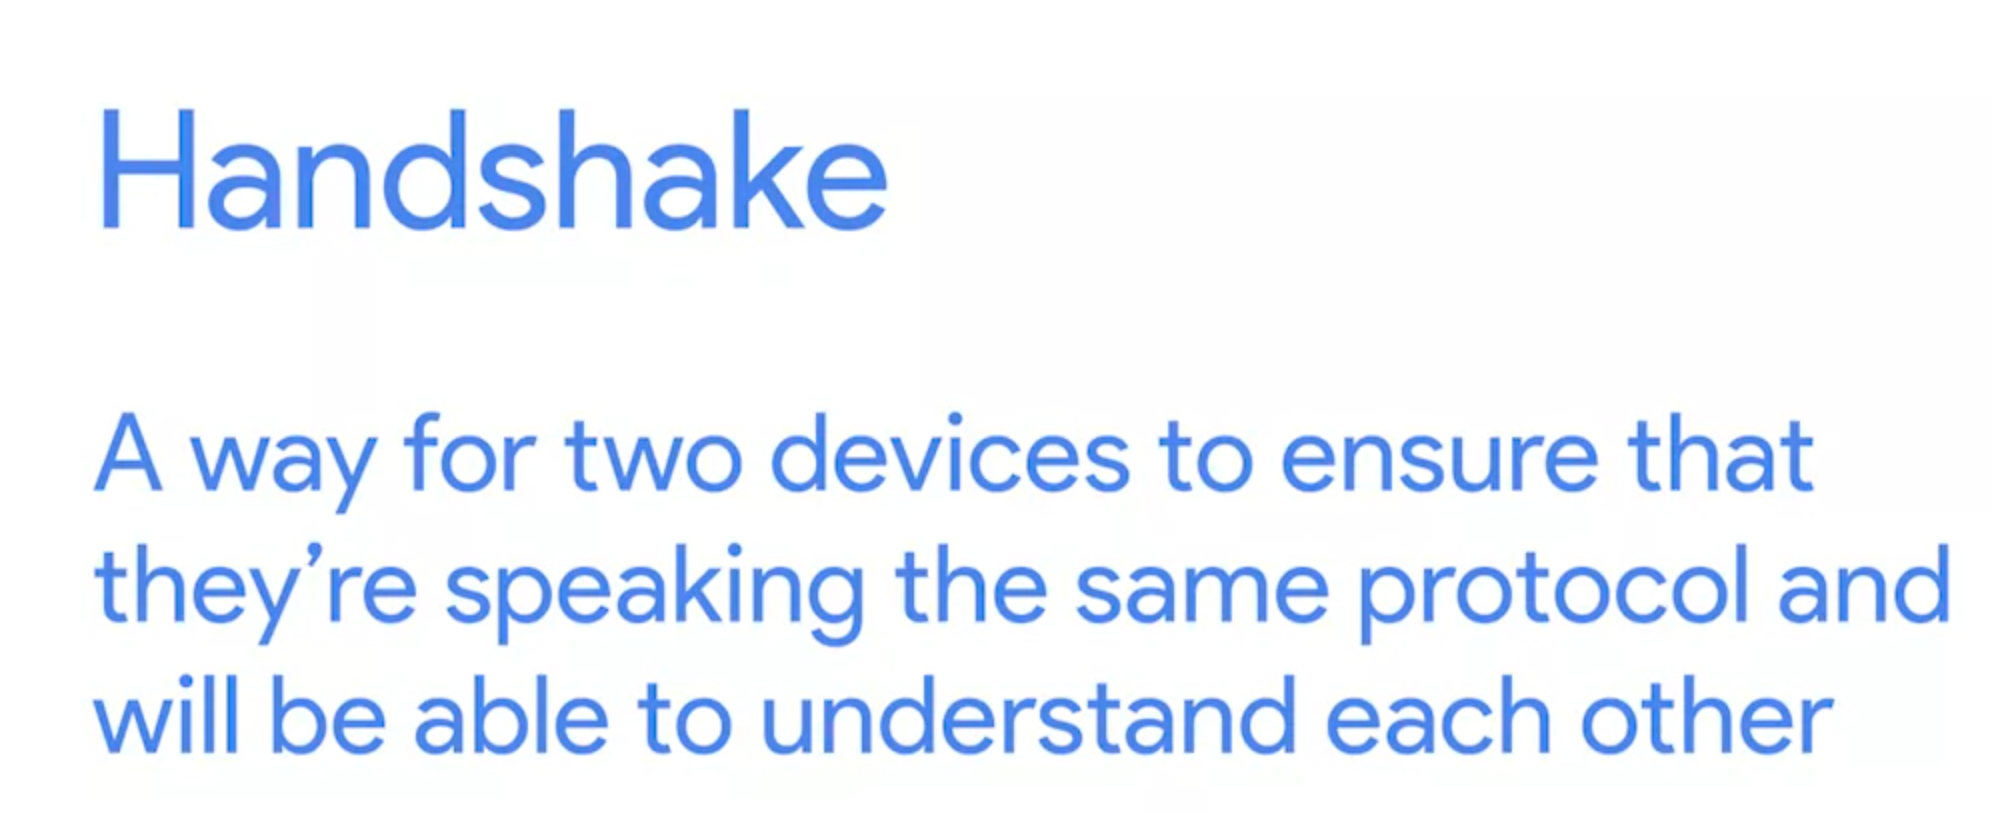 Handshake
A way for two devices to ensure that
they’re speaking the same protocol and
will be able to understand each other